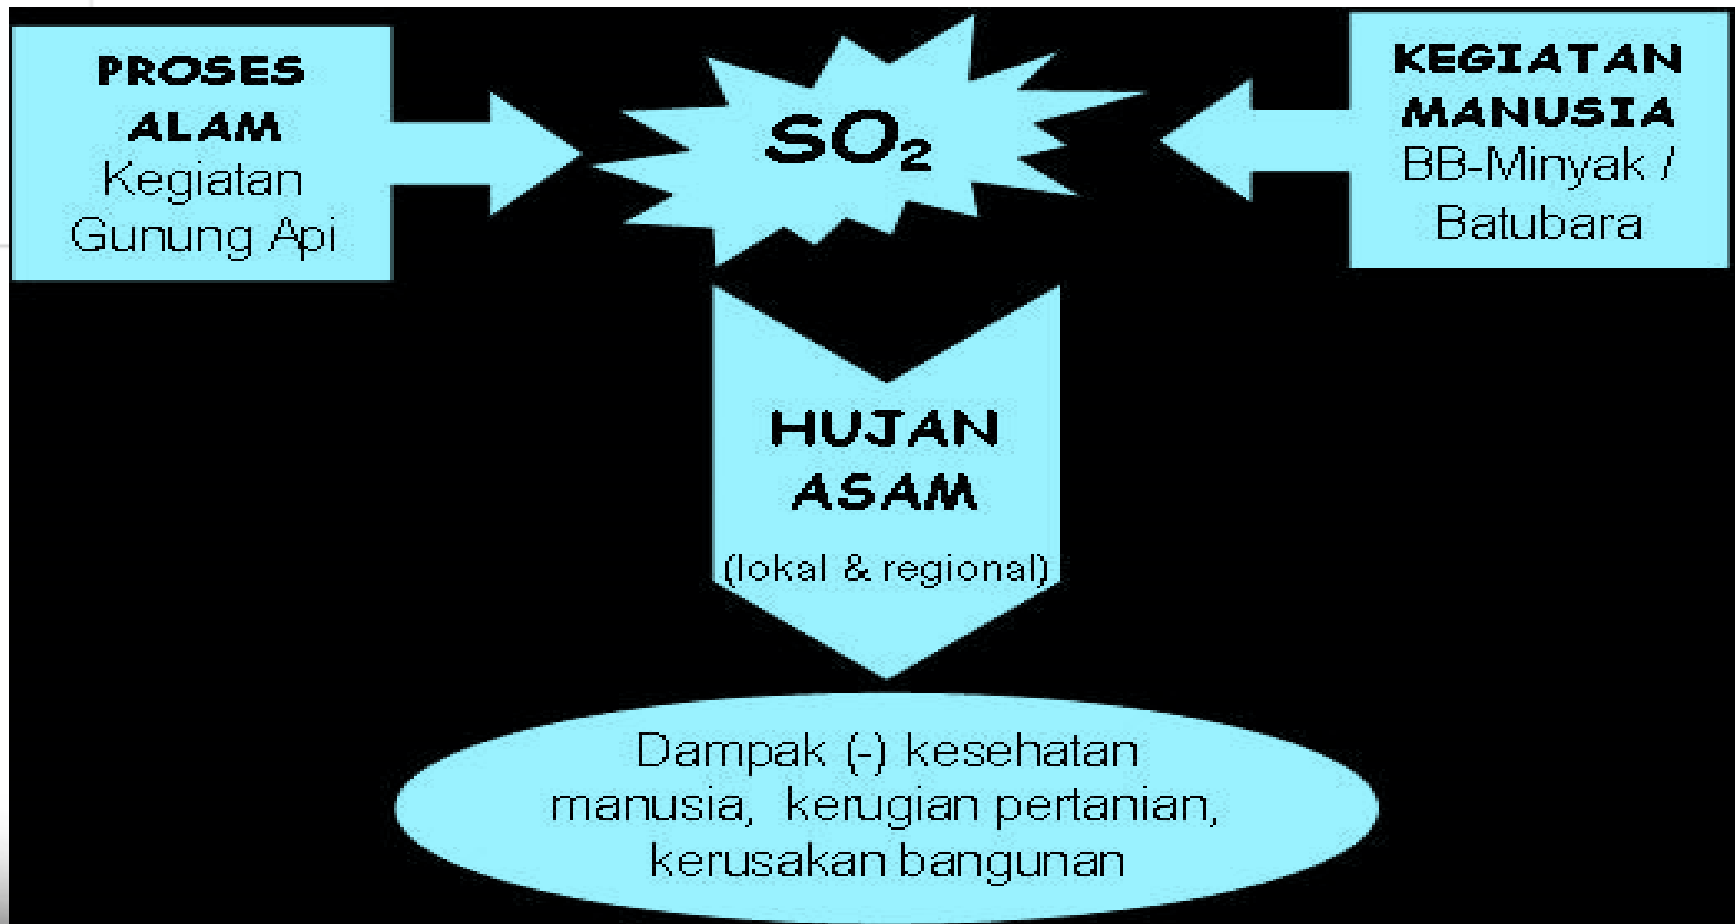 PROSES
ALAM
Kegiatan
Gunung Api
SO₂
KEGIATAN
MANUSIA
BB-Minyak /
Batubara
HUJAN
ASAM
(lokal & regional)
Dampak (-) kesehatan
manusia, kerugian pertanian,
kerusakan bangunan